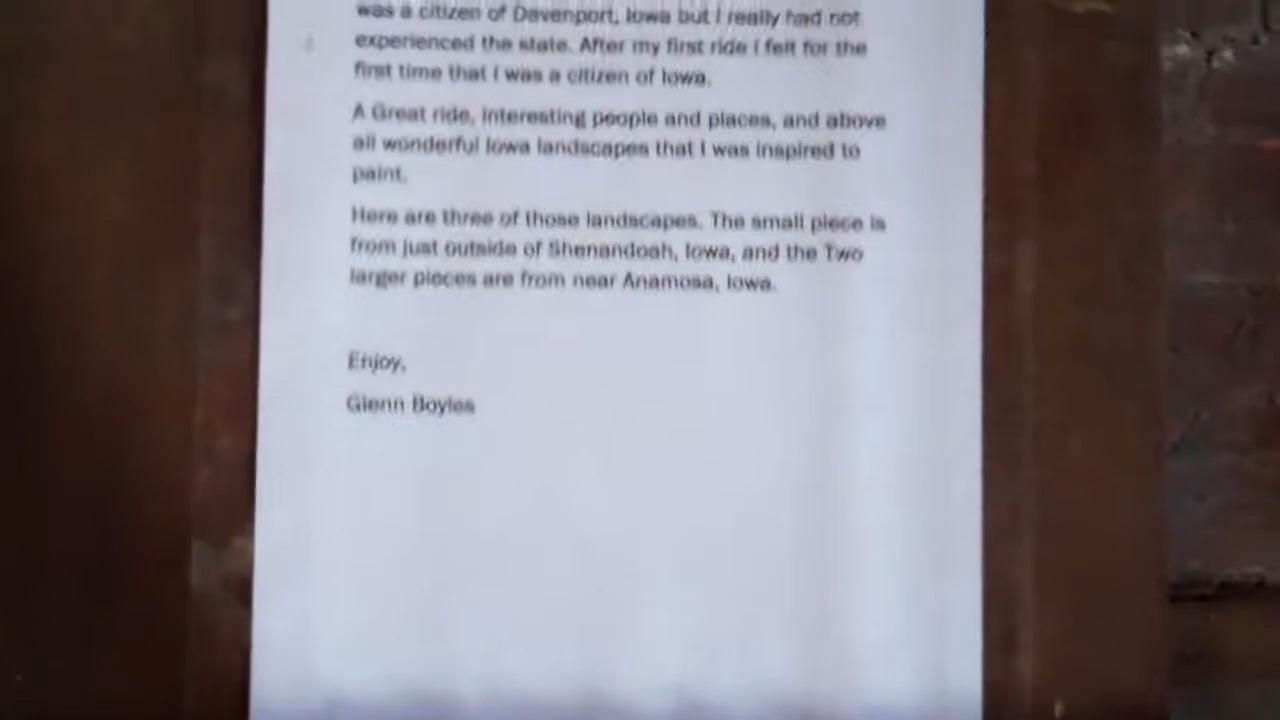 was a citizen of Davenport, Iowa but I really had not
experienced the state. After my first ride I felt for the
first time that I was a citizen of Iowa.
A Great ride, interesting people and places, and above
all wonderful Iowa landscapes that I was inspired to
paint.
Here are three of those landscapes. The small piece is
from just outside of Shenandoah, Iowa, and the Two
larger pieces are from near Anamosa, Iowa.
Enjoy,
Glenn Boyles